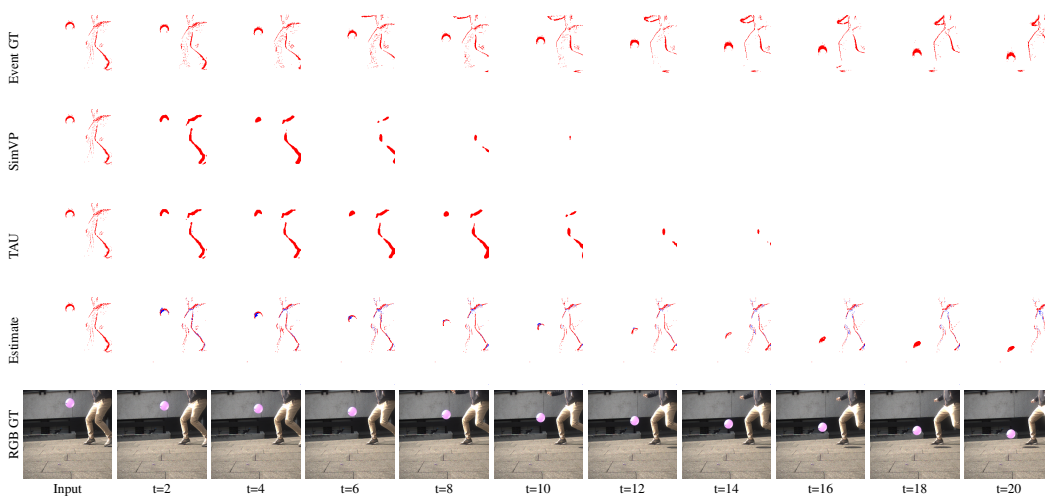 Event GT
SimVP
TAU
Estimate
RGB GT
Input t=2 t=4 t=6 t=8 t=10 t=12 t=14 t=16 t=18 t=20